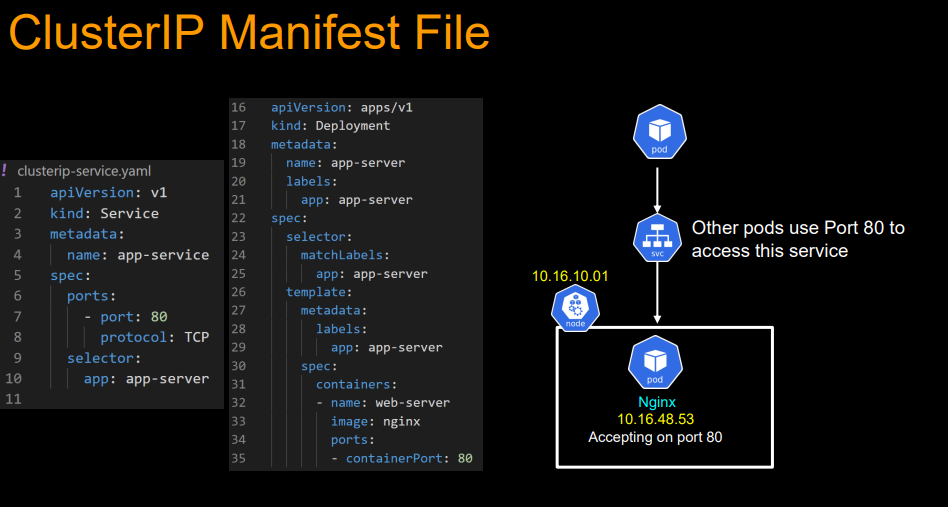 ClusterIP Manifest File
! clusterip-service.yaml
1 apiVersion: v1
2 kind: Service
3 metadata:
4 name: app-service
5 spec:
6 ports:
7 - port: 80
8 protocol: TCP
9 selector:
10 app: app-server
11
16 apiVersion: apps/v1
17 kind: Deployment
18 metadata:
19 name: app-server
20 labels:
21 app: app-server
22 spec:
23 selector:
24 matchLabels:
25 app: app-server
26 template:
27 metadata:
28 labels:
29 app: app-server
30 spec:
31 containers:
32 - name: web-server
33 image: nginx
34 ports:
35 - containerPort: 80
pod
svc
Other pods use Port 80 to
access this service
10.16.10.01
node
pod
Nginx
10.16.48.53
Accepting on port 80